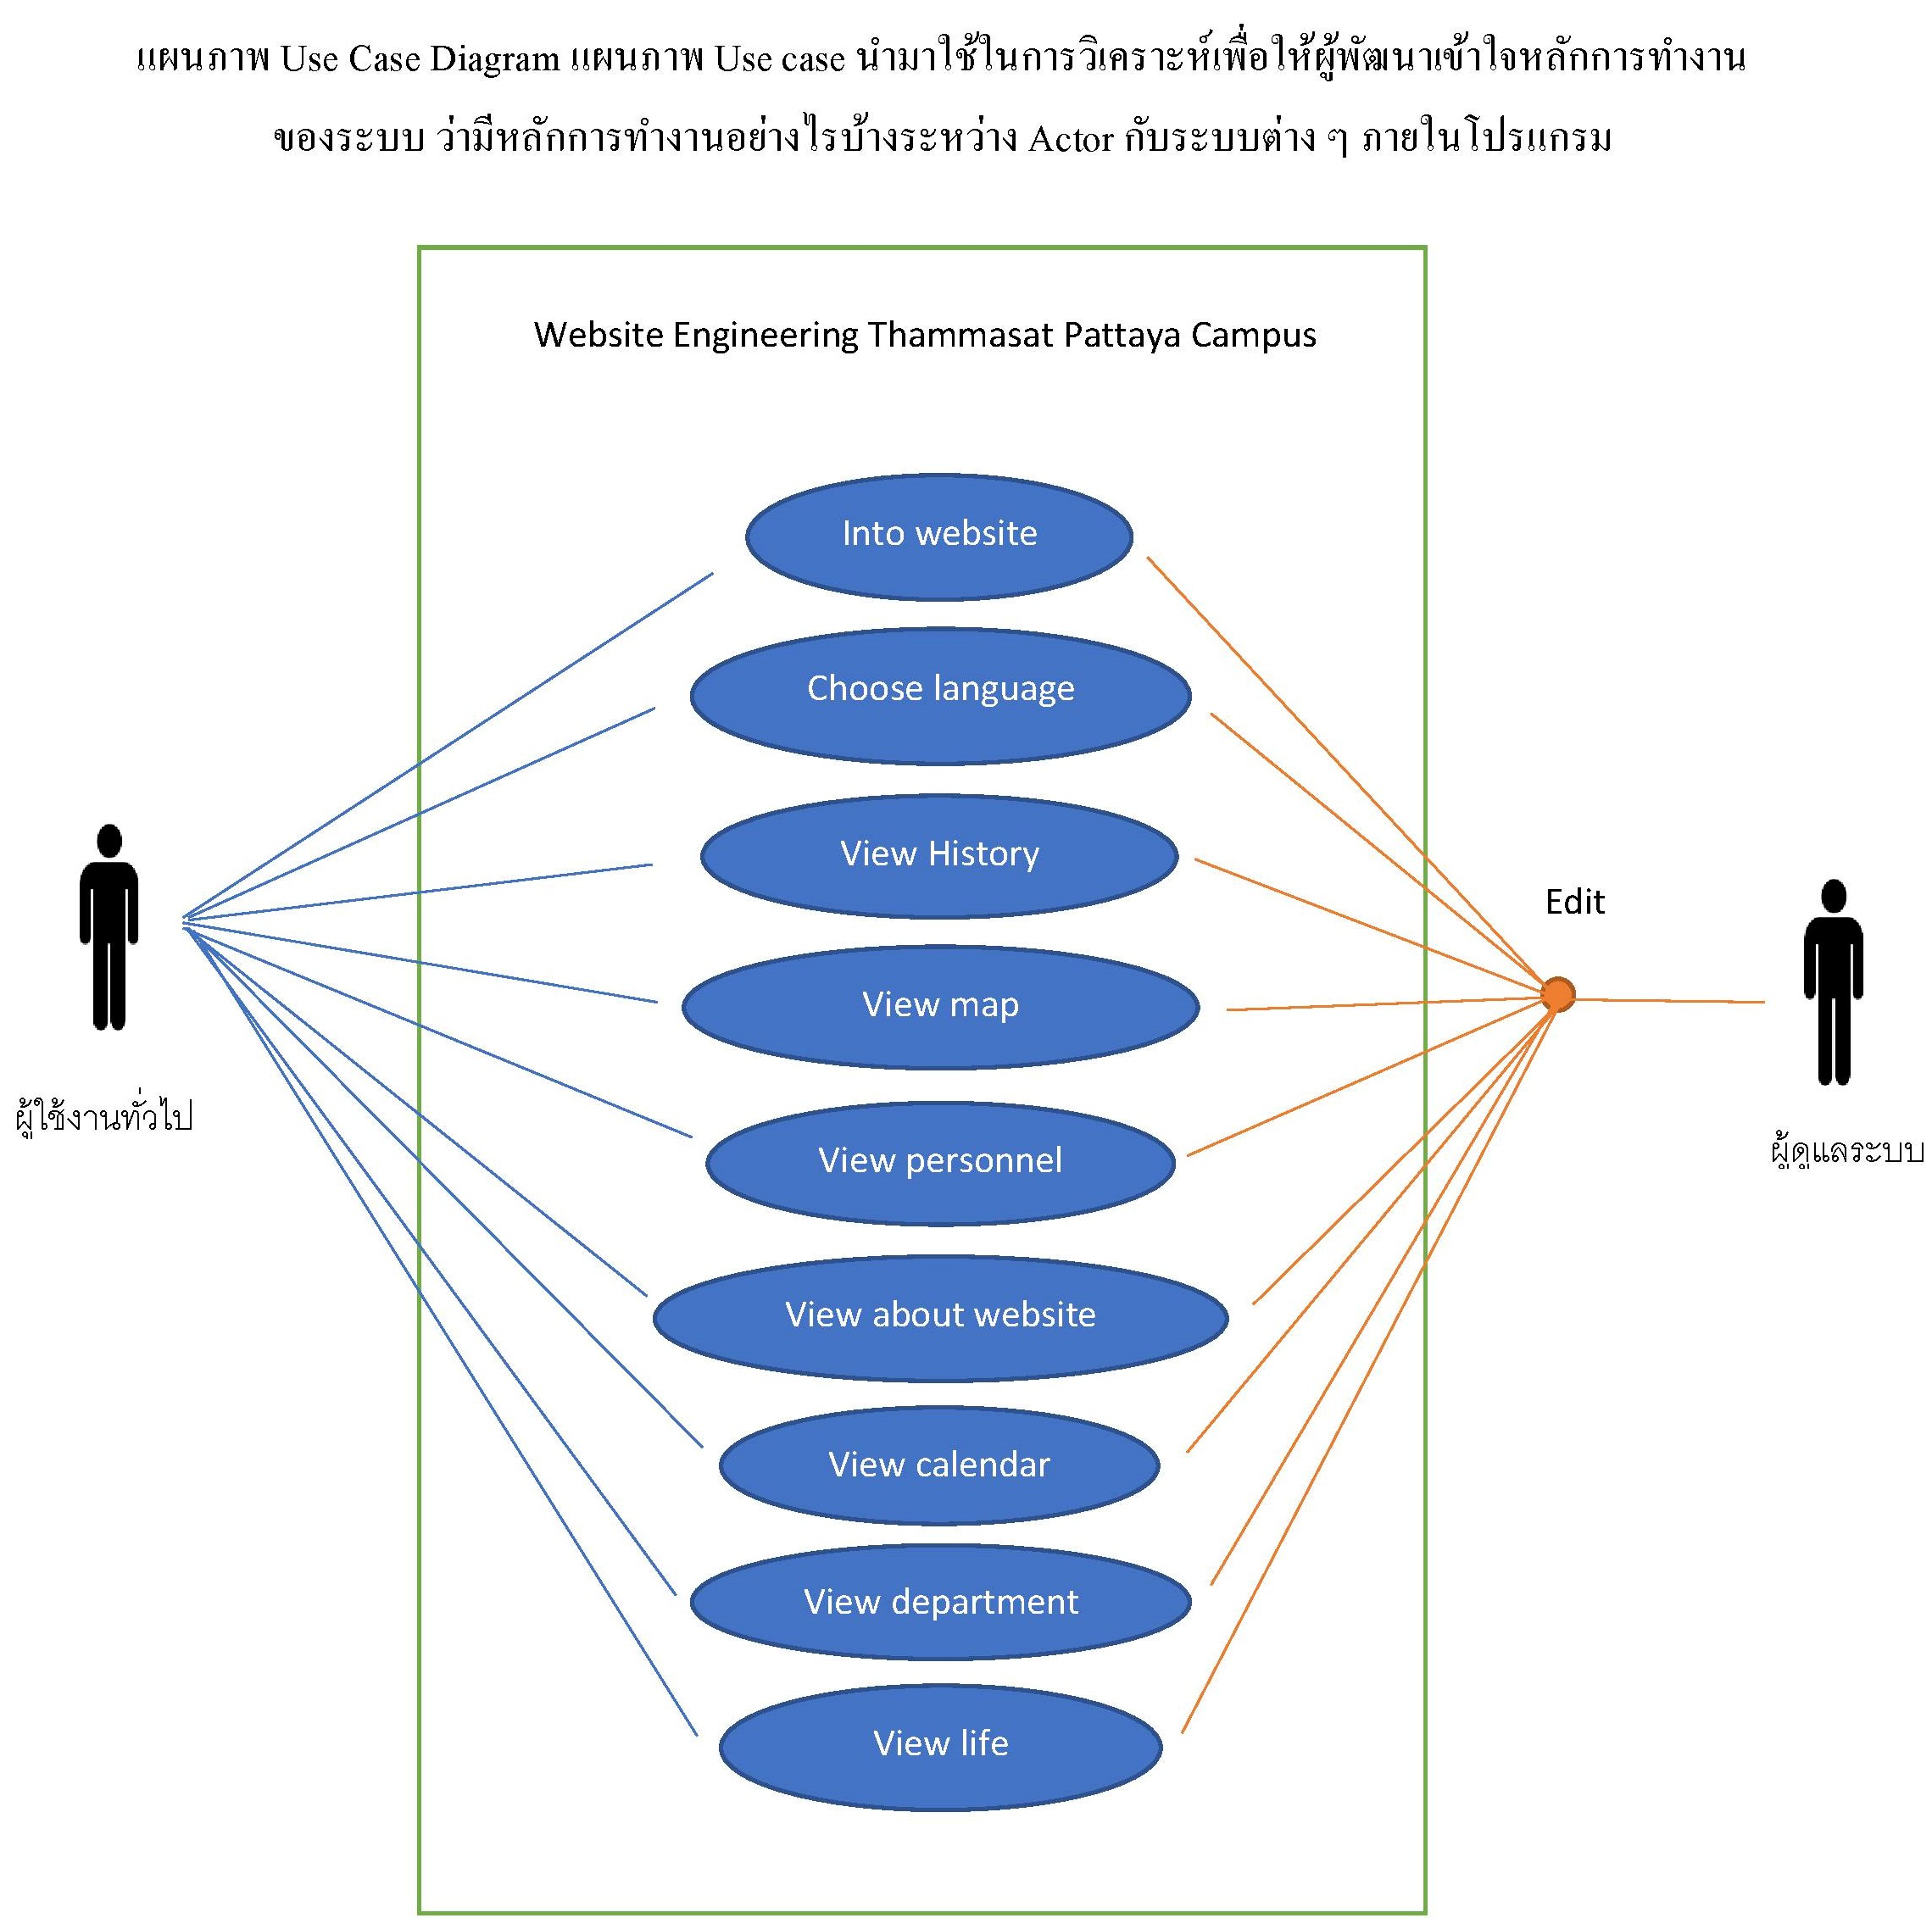 แผนภาพ Use Case Diagram แผนภาพ Use case นำมาใช้ในการวิเคราะห์เพื่อให้ผู้พัฒนาเข้าใจหลักการทำงาน
ของระบบ ว่ามีหลักการทำงานอย่างไรบ้างระหว่าง Actor กับระบบต่าง ๆ ภายในโปรแกรม
Website Engineering Thammasat Pattaya Campus
Into website
Choose language
View History
Edit
View map
ผู้ใช้งานทั่วไป
ผู้ดูแลระบบ
View personnel
View about website
View calendar
View department
View life